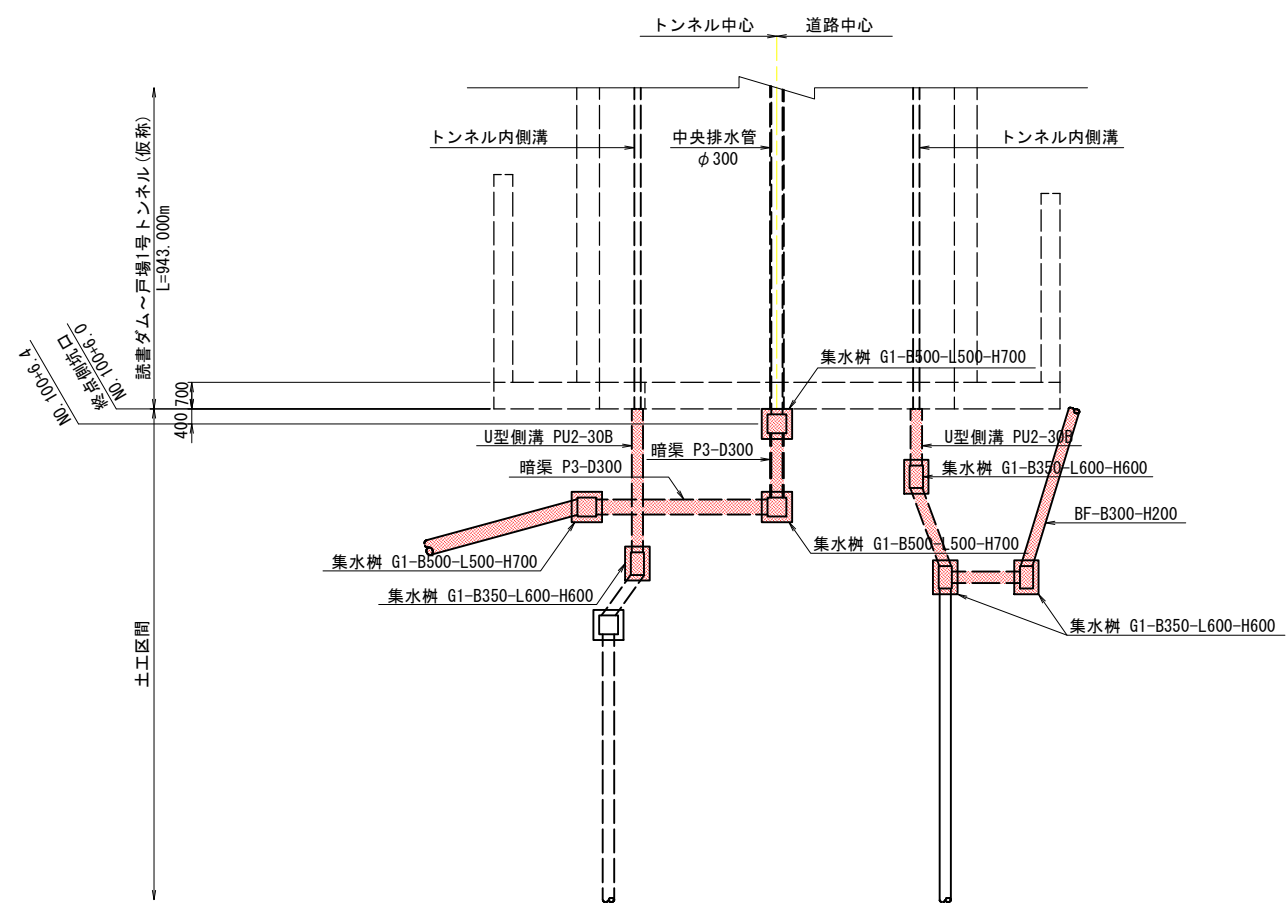 トンネル中心
道路中心
トンネル内側溝
中央排水管
φ300
トンネル内側溝
読書ダム～戸場1号トンネル(仮称)
L=943.000m
NO.100+6.4
終点側坑口
NO.100+6.0
700
400
集水桝 G1-B500-L500-H700
U型側溝 PU2-30B
暗渠 P3-D300
暗渠 P3-D300
U型側溝 PU2-30B
集水桝 G1-B350-L600-H600
BF-B300-H200
集水桝 G1-B500-L500-H700
集水桝 G1-B500-L500-H700
集水桝 G1-B350-L600-H600
集水桝 G1-B350-L600-H600
土工区間